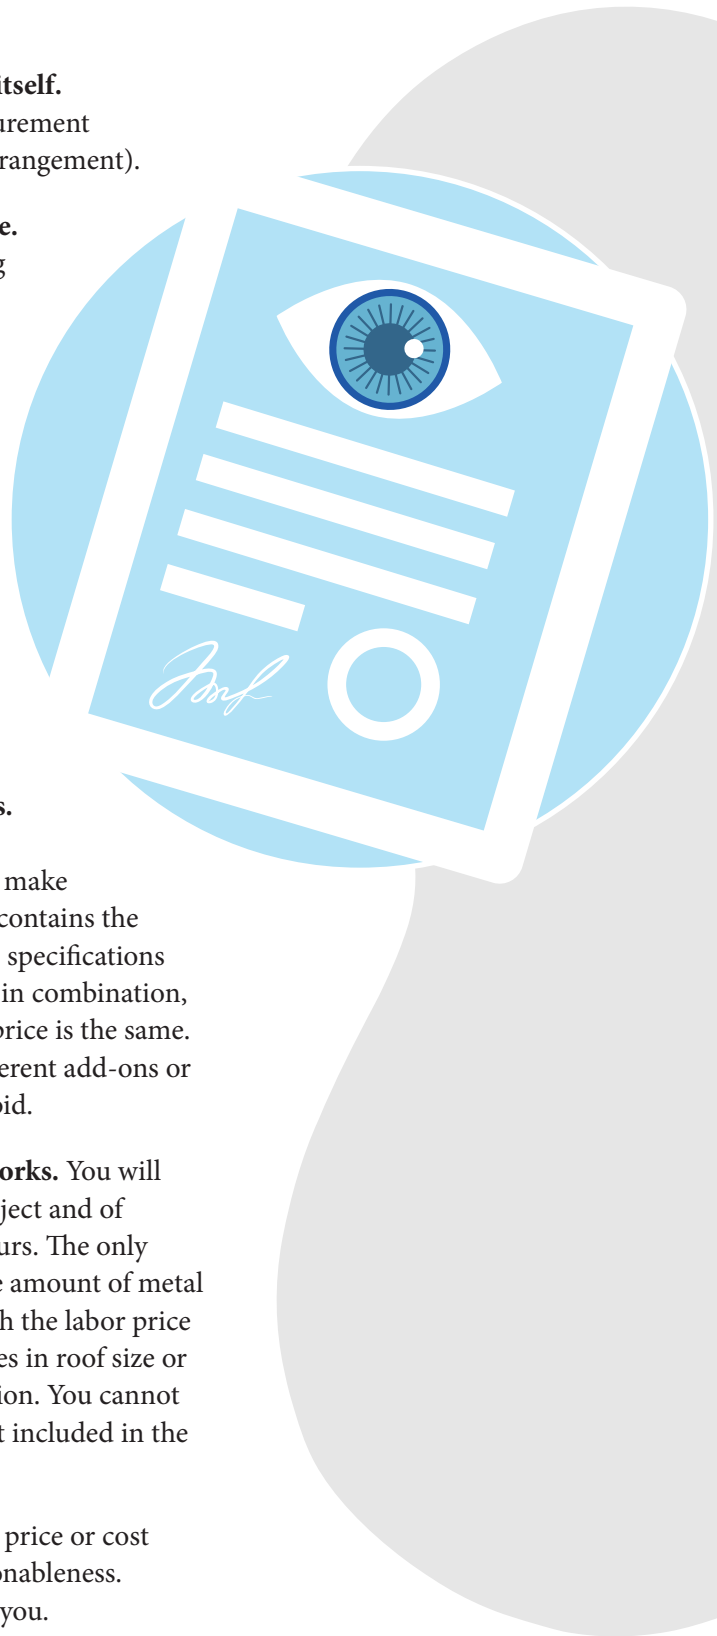 itself.
urement
rangement).
e.
g
s.
make
contains the
specifications
in combination,
price is the same.
erent add-ons or
oid.
orks. You will
ject and of
urs. The only
e amount of metal
h the labor price
es in roof size or
ion. You cannot
t included in the
price or cost
onableness.
you.